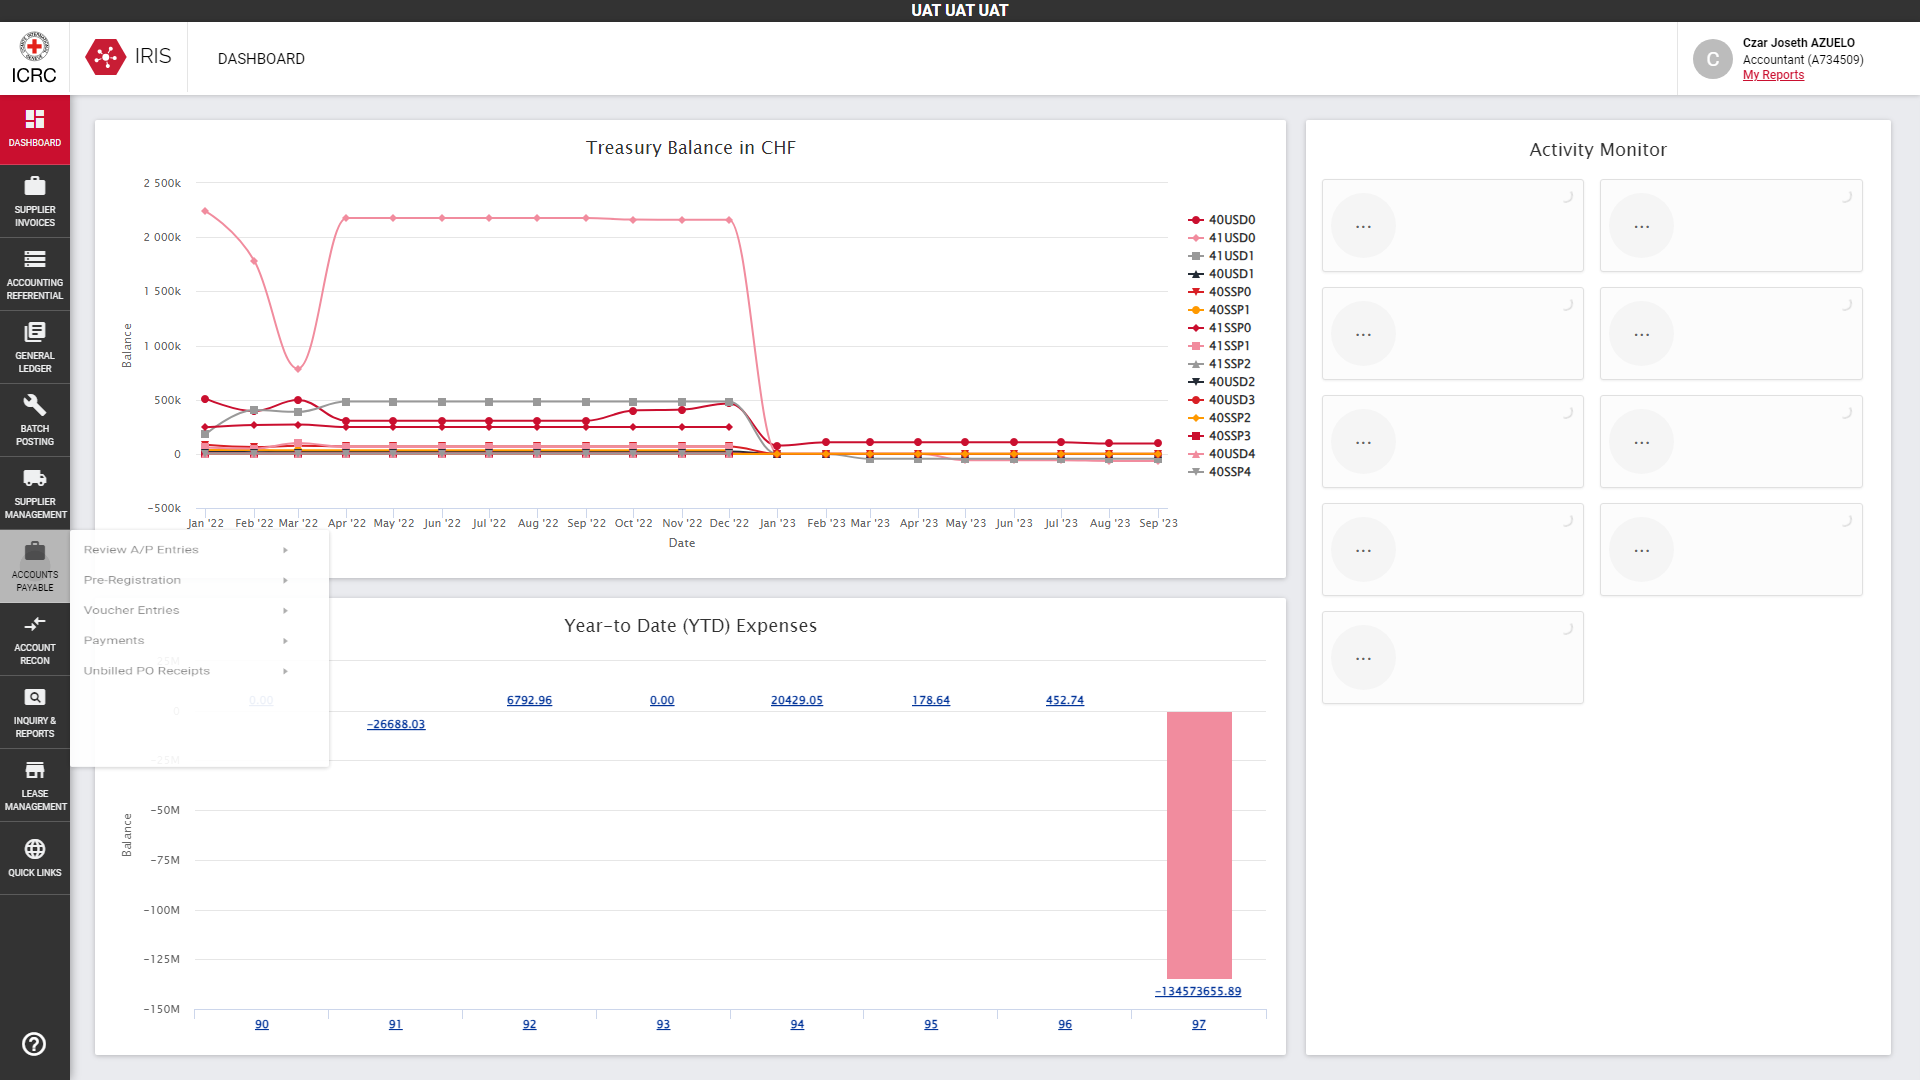 UAT UAT UAT
ICRC
IRIS
DASHBOARD
C
Czar Joseth AZUELO
Accountant (A734509)
My Reports
DASHBOARD
SUPPLIER
INVOICES
ACCOUNTING
REFERENTIAL
GENERAL
LEDGER
BATCH
POSTING
SUPPLIER
MANAGEMENT
ACCOUNTS
PAYABLE
ACCOUNT
RECON
INQUIRY &
REPORTS
LEASE
MANAGEMENT
QUICK LINKS
Review A/P Entries
Pre-Registration
Voucher Entries
Payments
Unbilled PO Receipts
Treasury Balance in CHF
Balance
2 500k
2 000k
1 500k
1 000k
500k
0
-500k
Jan '22 Feb '22 Mar '22 Apr '22 May '22 Jun '22 Jul '22 Aug '22 Sep '22 Oct '22 Nov '22 Dec '22 Jan '23 Feb '23 Mar '23 Apr '23 May '23 Jun '23 Jul '23 Aug '23 Sep '23
Date
40USD0
41USD0
41USD1
40USD1
40SSP0
40SSP1
41SSP0
41SSP1
41SSP2
40USD2
40USD3
40SSP2
40SSP3
40USD4
40SSP4
Year-to Date (YTD) Expenses
Balance
25M
0
-25M
-50M
-75M
-100M
-125M
-150M
0.00
-26688.03
6792.96
0.00
20429.05
178.64
452.74
-134573655.89
90 91 92 93 94 95 96 97
Activity Monitor
...
...
...
...
...
...
...
...
...